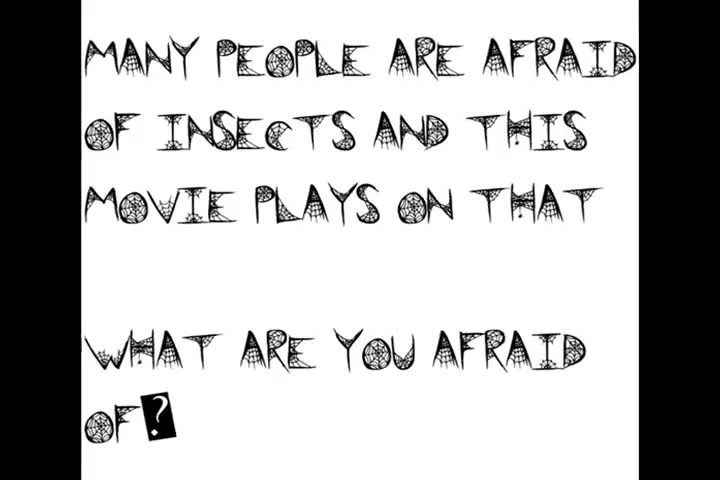 MANY PEOPLE ARE AFRAID
OF INSECTS AND THIS
MOVIE PLAYS ON THAT
WHAT ARE YOU AFRAID
OF?